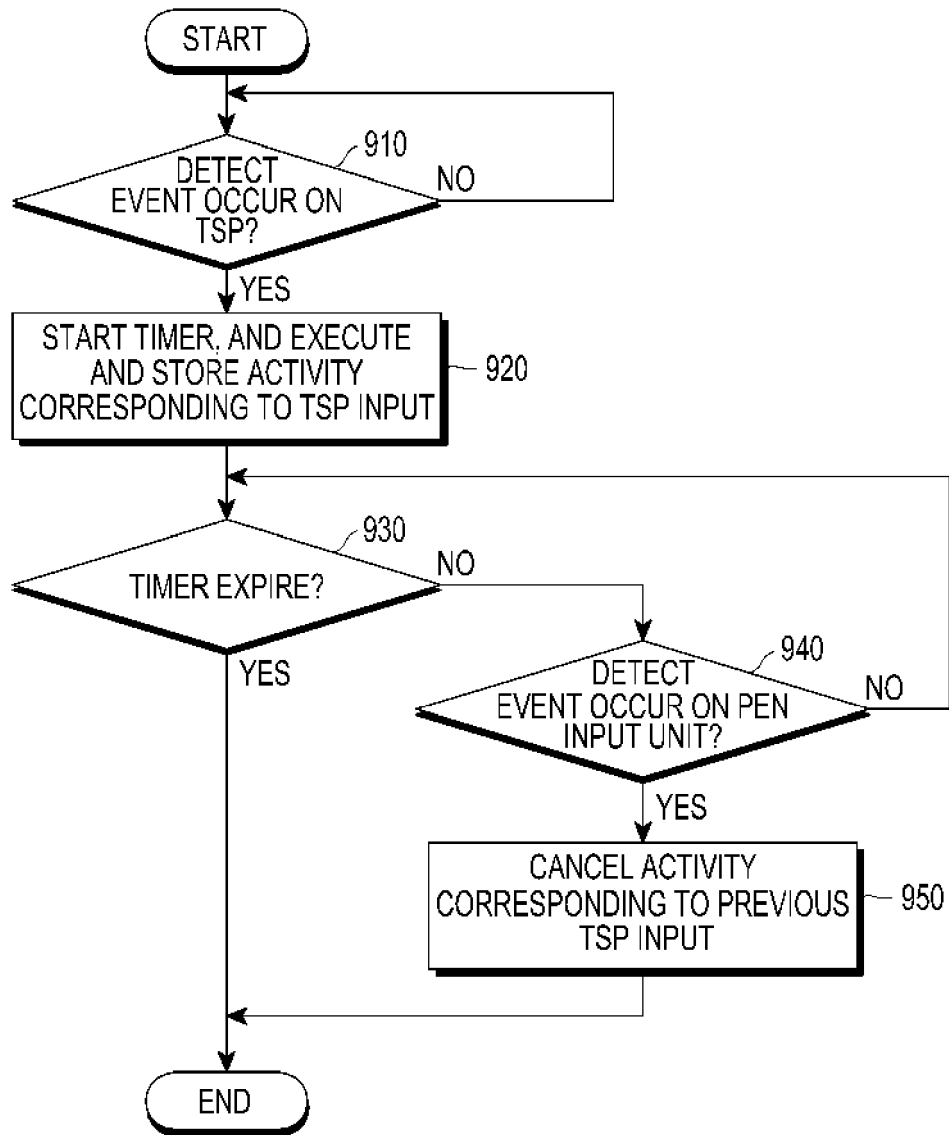 START
910
DETECT
EVENT OCCUR ON
TSP?
NO
YES
START TIMER, AND EXECUTE
AND STORE ACTIVITY
CORRESPONDING TO TSP INPUT
920
930
TIMER EXPIRE?
NO
YES
940
DETECT
EVENT OCCUR ON PEN
INPUT UNIT?
NO
YES
CANCEL ACTIVITY
CORRESPONDING TO PREVIOUS
TSP INPUT
950
END